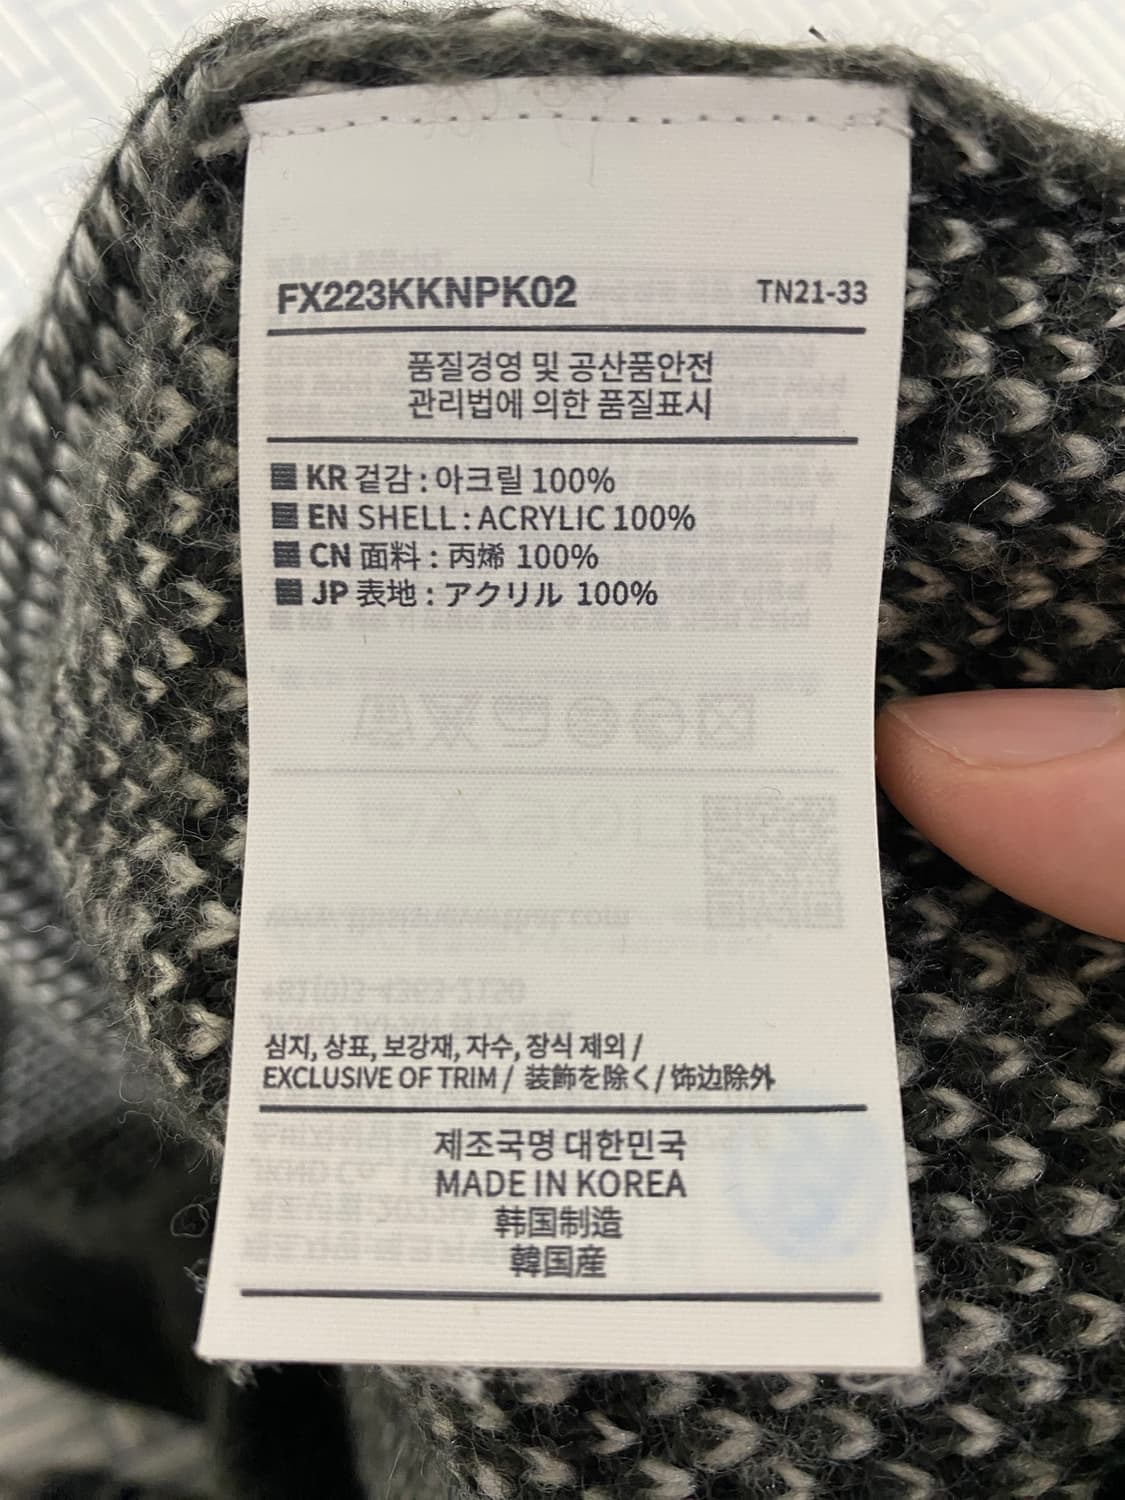 FX223KKNPK02 TN21-33
품질경영 및 공산품안전
관리법에 의한 품질표시
KR 겉감 : 아크릴 100%
EN SHELL : ACRYLIC 100%
CN 面料 : 丙烯 100%
JP 表地 : アクリル 100%
심지, 상표, 보강재, 자수, 장식 제외 /
EXCLUSIVE OF TRIM / 装飾を除く / 饰边除外
제조국명 대한민국
MADE IN KOREA
韩国制造
韓国産